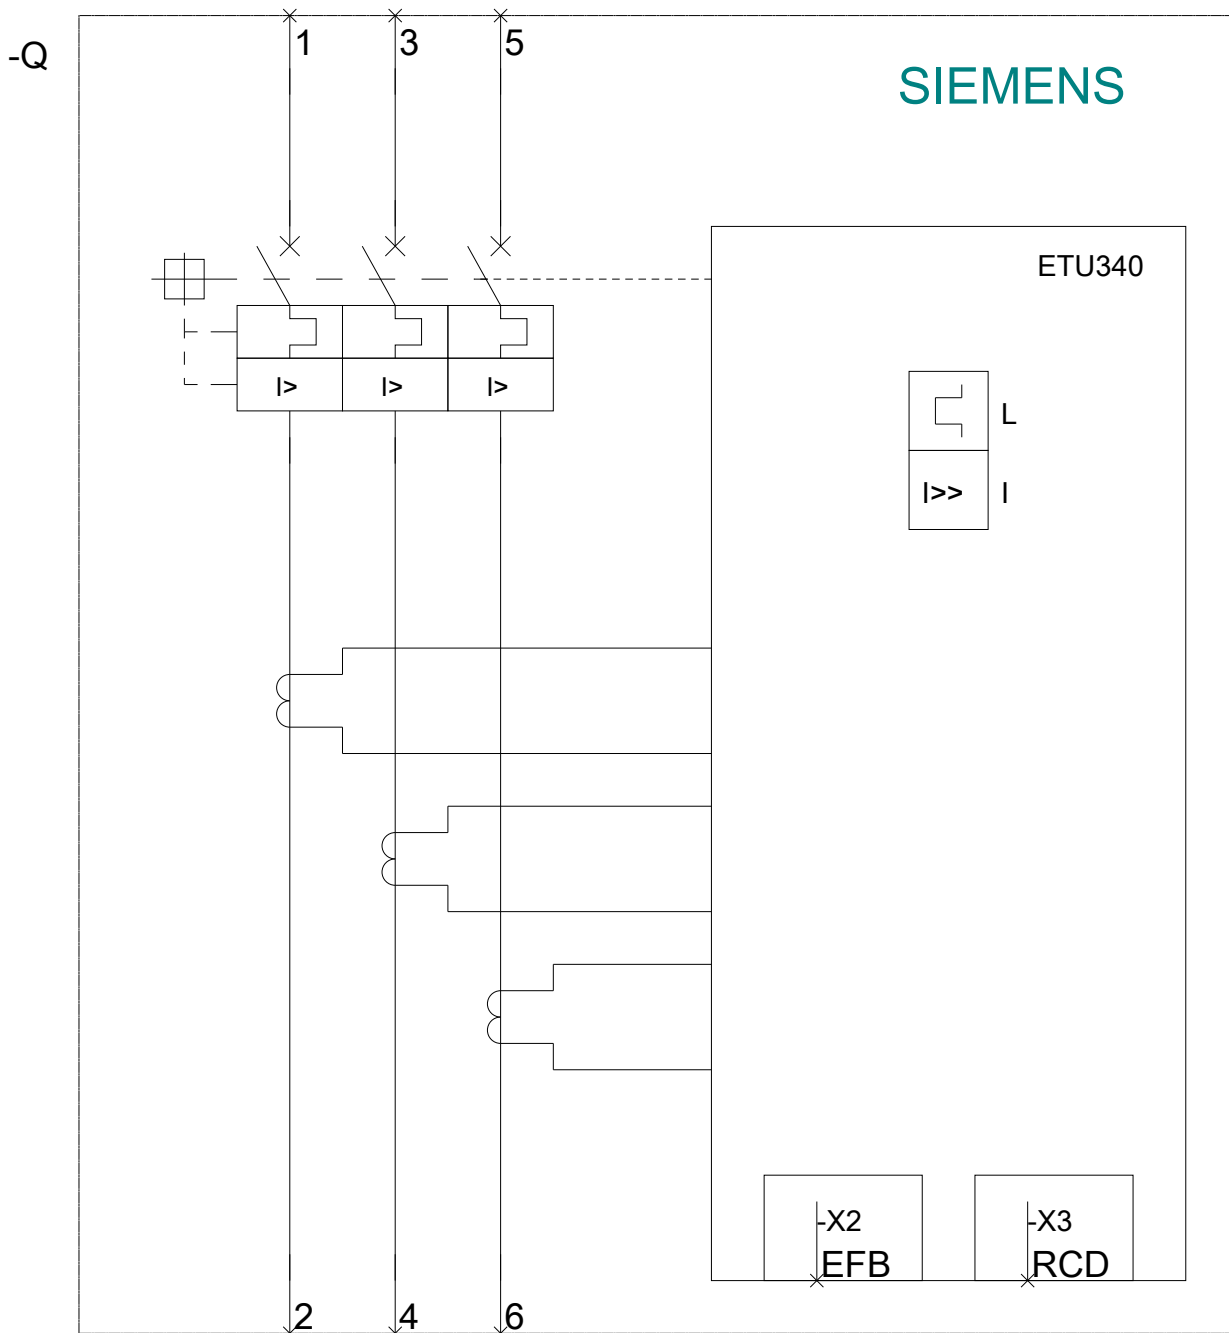 1 3 5
-Q
SIEMENS
ETU340
L
I> I> I>
I>> I
-X2 -X3
EFB RCD
2 4 6